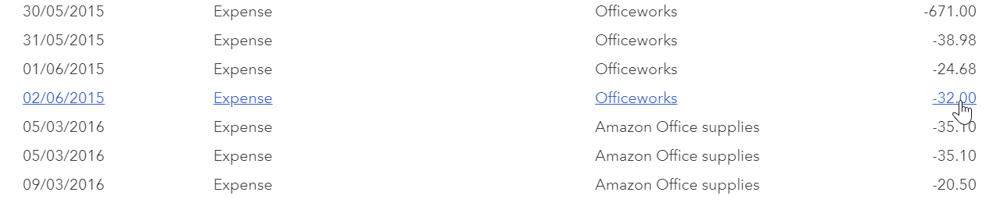 30/05/2015 Expense Officeworks -671.00
31/05/2015 Expense Officeworks -38.98
01/06/2015 Expense Officeworks -24.68
02/06/2015 Expense Officeworks -32.00
05/03/2016 Expense Amazon Office supplies -35.10
05/03/2016 Expense Amazon Office supplies -35.10
09/03/2016 Expense Amazon Office supplies -20.50